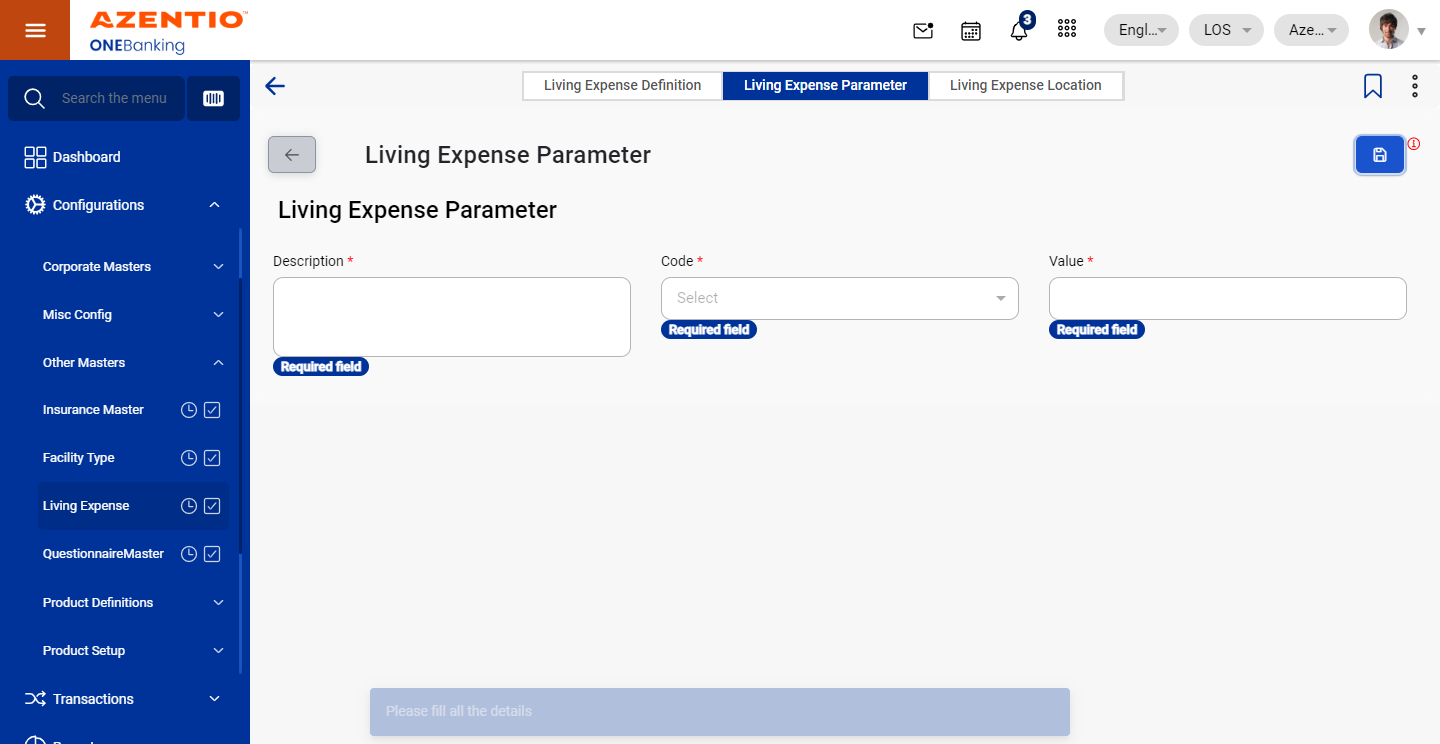 AZENTIO™
ONEBanking
3
Engl...
LOS
Aze...
Search the menu
Living Expense Definition
Living Expense Parameter
Living Expense Location
Dashboard
Configurations
Corporate Masters
Misc Config
Other Masters
Insurance Master
Facility Type
Living Expense
QuestionnaireMaster
Product Definitions
Product Setup
Transactions
Living Expense Parameter
Living Expense Parameter
Description *
Code *
Value *
Select
Required field
Required field
Required field
Please fill all the details